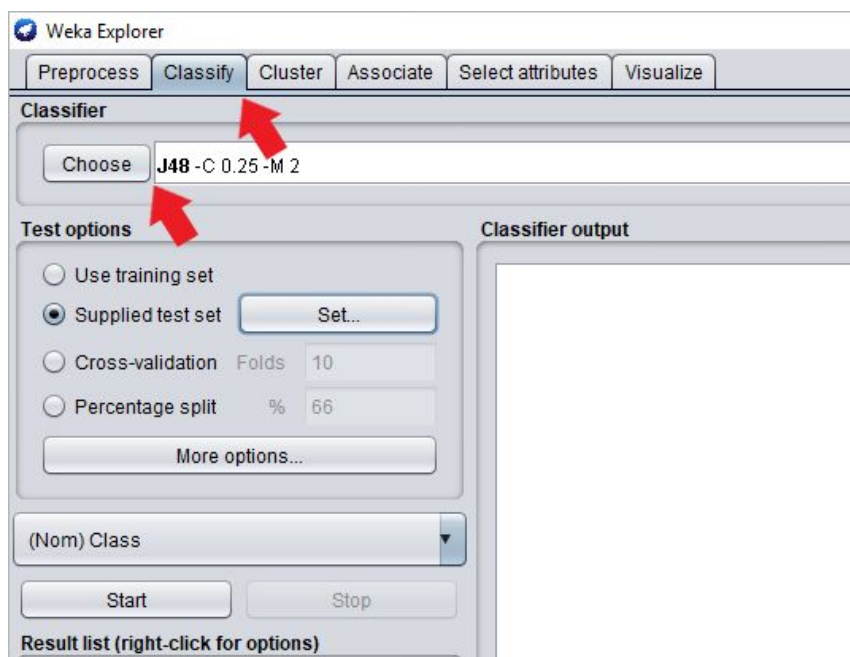 Weka Explorer
Preprocess Classify Cluster Associate Select attributes Visualize
Classifier
Choose J48 -C 0.25 -M 2
Test options
Use training set
Supplied test set Set...
Cross-validation Folds 10
Percentage split % 66
More options...
(Nom) Class
Start Stop
Result list (right-click for options)
Classifier output